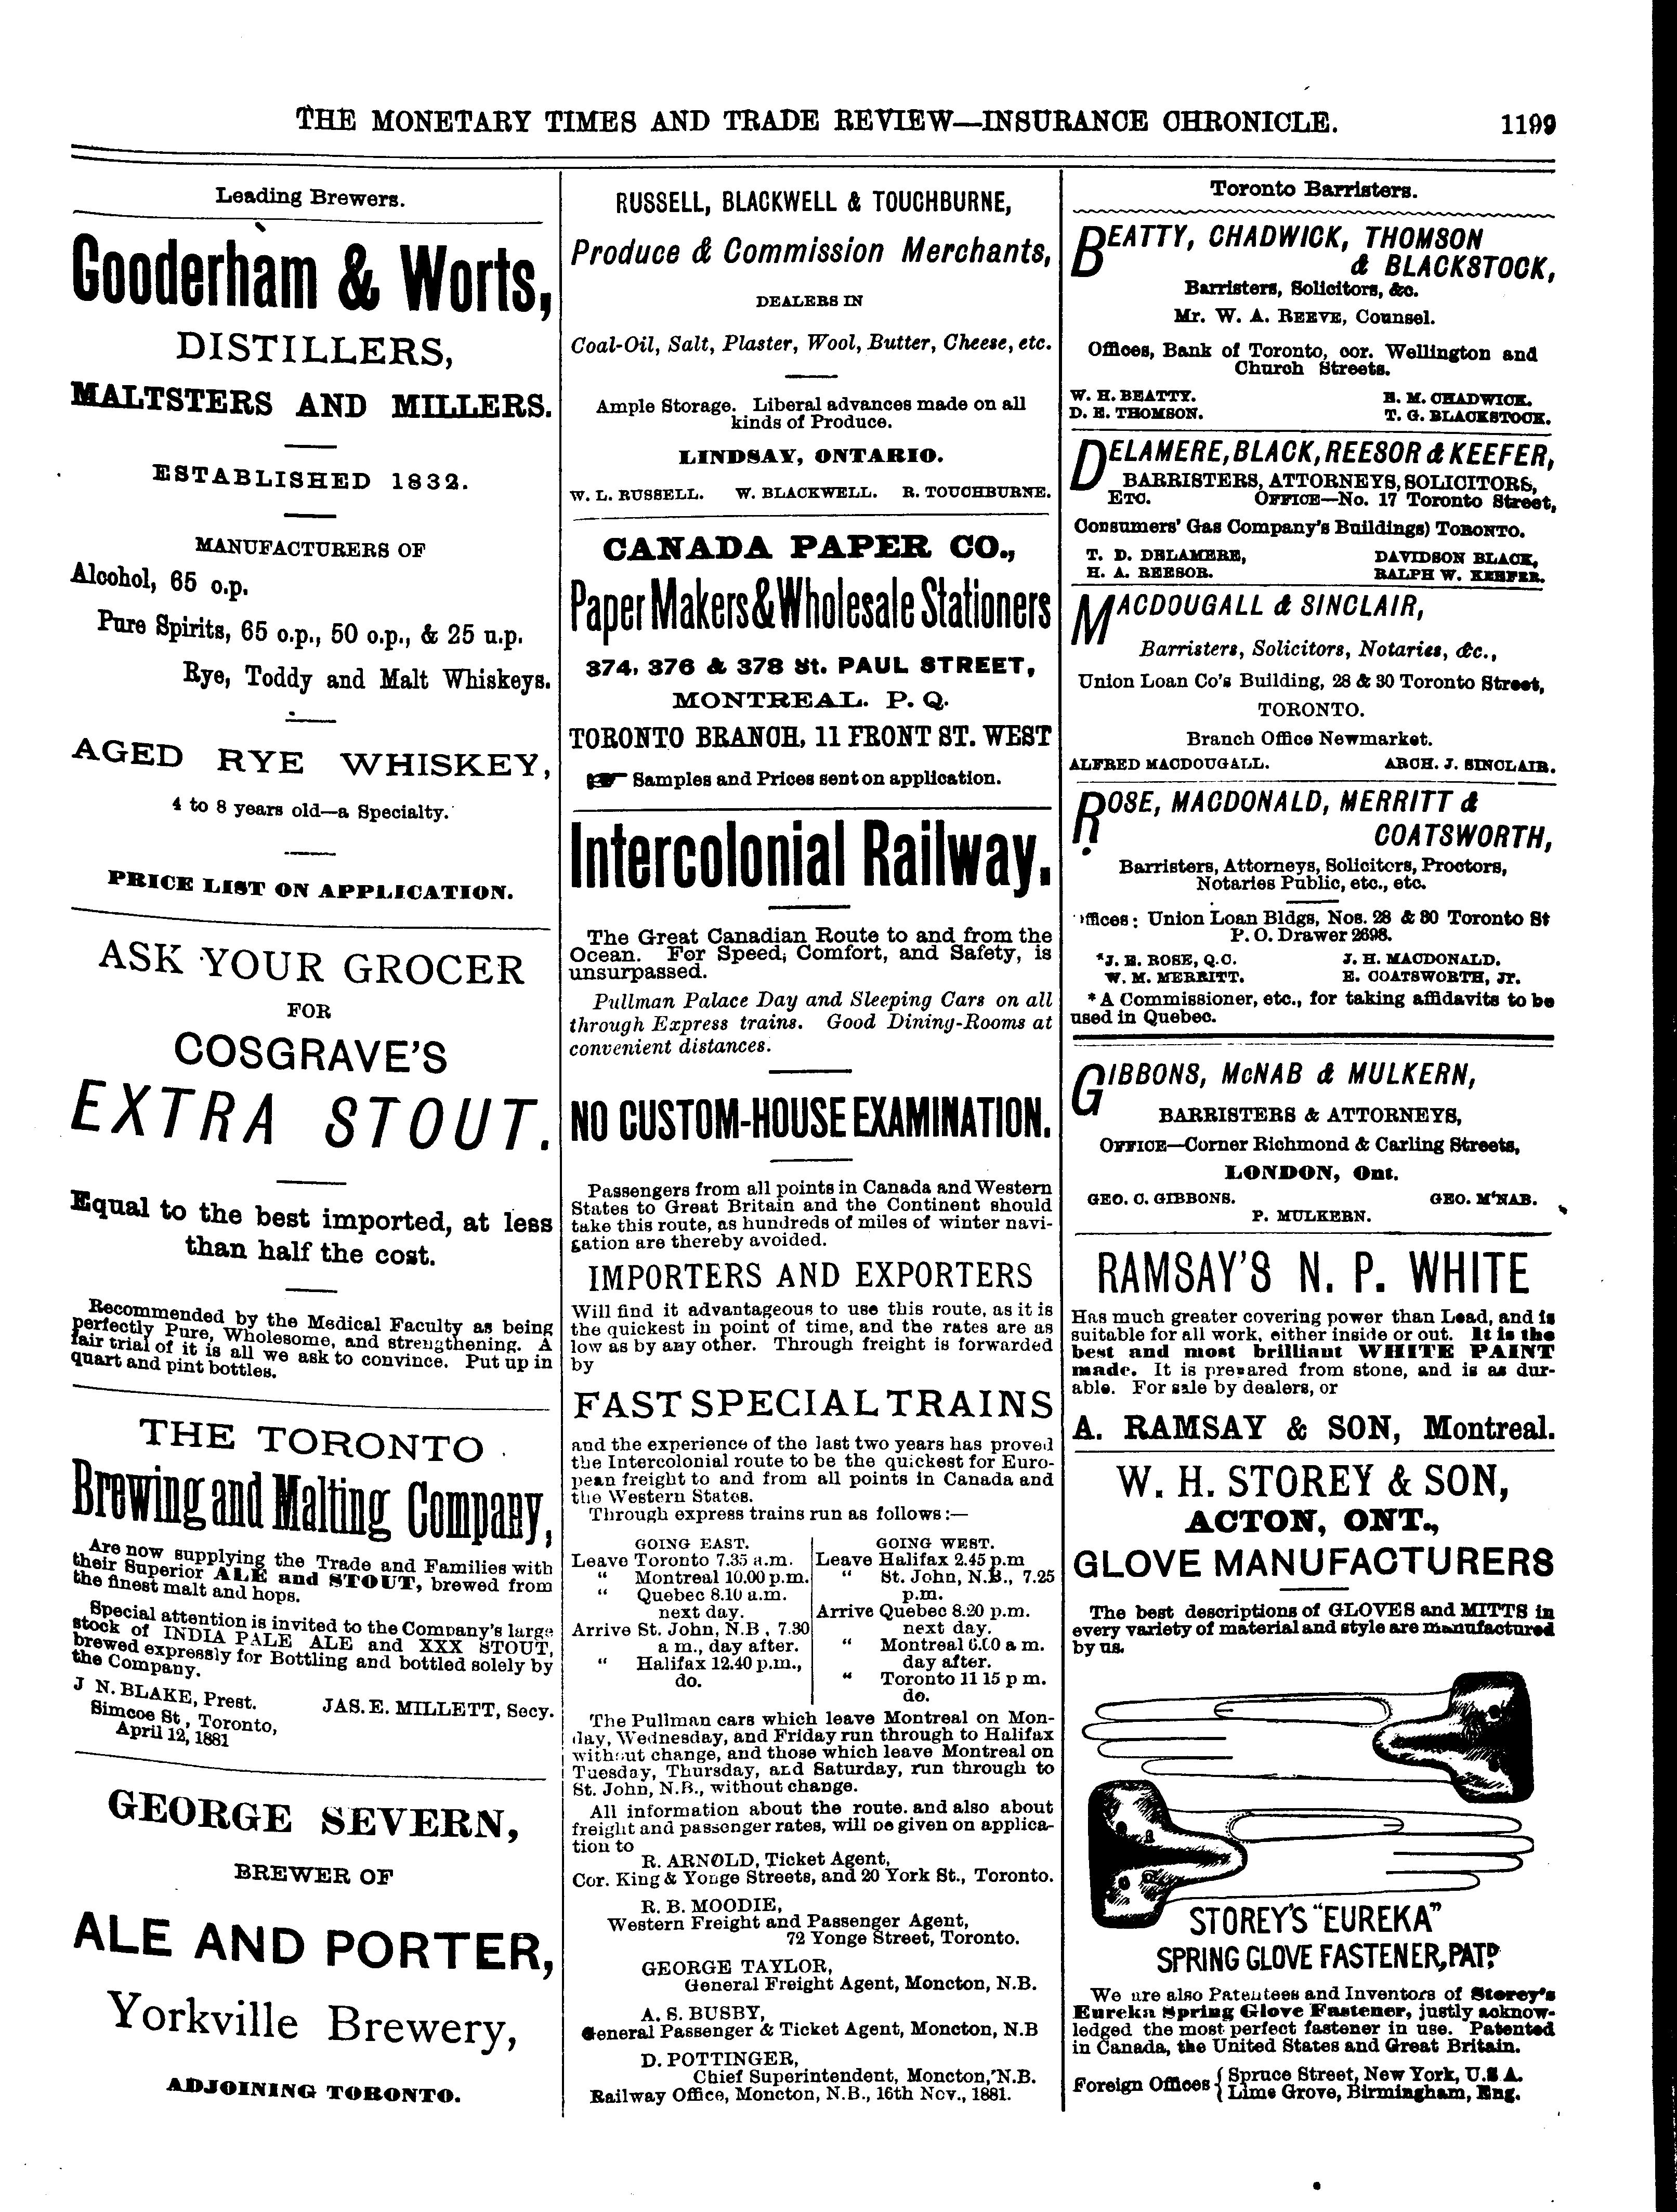 THE MONETARY TIMES AND TRADE REVIEW—INSURANCE CHRONICLE. 1199
Leading Brewers.
Gooderham & Worts,
DISTILLERS,
MALTSTERS AND MILLERS.
ESTABLISHED 1832.
MANUFACTURERS OF
Alcohol, 65 o.p.
Pure Spirits, 65 o.p., 50 o.p., & 25 u.p.
Rye, Toddy and Malt Whiskeys.
AGED RYE WHISKEY,
4 to 8 years old—a Specialty.
PRICE LIST ON APPLICATION.
ASK YOUR GROCER
FOR
COSGRAVE'S
EXTRA STOUT.
Equal to the best imported, at less
than half the cost.
Recommended by the Medical Faculty as being
perfectly Pure, Wholesome, and strengthening. A
fair trial of it is all we ask to convince. Put up in
quart and pint bottles.
THE TORONTO
Brewing and Malting Company,
Are now supplying the Trade and Families with
their Superior ALE and STOUT, brewed from
the finest malt and hops.
Special attention is invited to the Company's large
stock of INDIA PALE ALE and XXX STOUT,
brewed expressly for Bottling and bottled solely by
the Company.
J N. BLAKE, Prest. JAS. E. MILLETT, Secy.
Simcoe St, Toronto,
April 12, 1881
GEORGE SEVERN,
BREWER OF
ALE AND PORTER,
Yorkville Brewery,
ADJOINING TORONTO.
RUSSELL, BLACKWELL & TOUCHBURNE,
Produce & Commission Merchants,
DEALERS IN
Coal-Oil, Salt, Plaster, Wool, Butter, Cheese, etc.
Ample Storage. Liberal advances made on all
kinds of Produce.
LINDSAY, ONTARIO.
W. L. RUSSELL. W. BLACKWELL. R. TOUCHBURNE.
CANADA PAPER CO.,
Paper Makers & Wholesale Stationers
374, 376 & 378 St. PAUL STREET,
MONTREAL. P. Q.
TORONTO BRANCH, 11 FRONT ST. WEST
☞ Samples and Prices sent on application.
Intercolonial Railway.
The Great Canadian Route to and from the
Ocean. For Speed, Comfort, and Safety, is
unsurpassed.
Pullman Palace Day and Sleeping Cars on all
through Express trains. Good Dining-Rooms at
convenient distances.
NO CUSTOM-HOUSE EXAMINATION.
Passengers from all points in Canada and Western
States to Great Britain and the Continent should
take this route, as hundreds of miles of winter navi-
gation are thereby avoided.
IMPORTERS AND EXPORTERS
Will find it advantageous to use this route, as it is
the quickest in point of time, and the rates are as
low as by any other. Through freight is forwarded
by
FAST SPECIAL TRAINS
and the experience of the last two years has proved
the Intercolonial route to be the quickest for Euro-
pean freight to and from all points in Canada and
the Western States.
Through express trains run as follows:—
GOING EAST.
Leave Toronto 7.35 a.m.
" Montreal 10.00 p.m.
" Quebec 8.10 a.m.
next day.
Arrive St. John, N.B , 7.30
a m., day after.
" Halifax 12.40 p.m.,
do.
GOING WEST.
Leave Halifax 2.45 p.m
" St. John, N.B., 7.25
p.m.
Arrive Quebec 8.20 p.m.
next day.
" Montreal 6.00 a m.
day after.
" Toronto 11 15 p m.
do.
The Pullman cars which leave Montreal on Mon-
day, Wednesday, and Friday run through to Halifax
without change, and those which leave Montreal on
Tuesday, Thursday, and Saturday, run through to
St. John, N.B., without change.
All information about the route. and also about
freight and passenger rates, will be given on applica-
tion to
R. ARNOLD, Ticket Agent,
Cor. King & Yonge Streets, and 20 York St., Toronto.
R. B. MOODIE,
Western Freight and Passenger Agent,
72 Yonge Street, Toronto.
GEORGE TAYLOR,
General Freight Agent, Moncton, N.B.
A. S. BUSBY,
General Passenger & Ticket Agent, Moncton, N.B
D. POTTINGER,
Chief Superintendent, Moncton, N.B.
Railway Office, Moncton, N.B., 16th Nov., 1881.
Toronto Barristers.
BEATTY, CHADWICK, THOMSON
& BLACKSTOCK,
Barristers, Solicitors, &c.
Mr. W. A. REEVE, Counsel.
Offices, Bank of Toronto, cor. Wellington and
Church Streets.
W. H. BEATTY. E. M. CHADWICK.
D. E. THOMSON. T. G. BLACKSTOCK.
DELAMERE, BLACK, REESOR & KEEFER,
BARRISTERS, ATTORNEYS, SOLICITORS,
ETC. OFFICE—No. 17 Toronto Street,
Consumers' Gas Company's Buildings) TORONTO.
T. D. DELAMERE, DAVIDSON BLACK,
H. A. REESOR. RALPH W. KEEFER.
MACDOUGALL & SINCLAIR,
Barristers, Solicitors, Notaries, &c.,
Union Loan Co's Building, 28 & 30 Toronto Street,
TORONTO.
Branch Office Newmarket.
ALFRED MACDOUGALL. ARCH. J. SINCLAIR.
ROSE, MACDONALD, MERRITT &
COATSWORTH,
Barristers, Attorneys, Solicitors, Proctors,
Notaries Public, etc., etc.
Offices: Union Loan Bldgs, Nos. 28 & 30 Toronto St
P. O. Drawer 2698.
*J. E. ROSE, Q.C. J. H. MACDONALD.
W. M. MERRITT. E. COATSWORTH, Jr.
* A Commissioner, etc., for taking affidavits to be
used in Quebec.
GIBBONS, McNAB & MULKERN,
BARRISTERS & ATTORNEYS,
OFFICE—Corner Richmond & Carling Streets,
LONDON, Ont.
GEO. C. GIBBONS. GEO. M'NAB.
P. MULKERN.
RAMSAY'S N. P. WHITE
Has much greater covering power than Lead, and is
suitable for all work, either inside or out. It is the
best and most brilliant WHITE PAINT
made. It is prepared from stone, and is as dur-
able. For sale by dealers, or
A. RAMSAY & SON, Montreal.
W. H. STOREY & SON,
ACTON, ONT.,
GLOVE MANUFACTURERS
The best descriptions of GLOVES and MITTS in
every variety of material and style are manufactured
by us.
STOREY'S "EUREKA"
SPRING GLOVE FASTENER, PATD
We are also Patentees and Inventors of Storey's
Eureka Spring Glove Fastener, justly acknow-
ledged the most perfect fastener in use. Patented
in Canada, the United States and Great Britain.
Foreign Offices { Spruce Street, New York, U.S A.
{ Lime Grove, Birmingham, Eng.